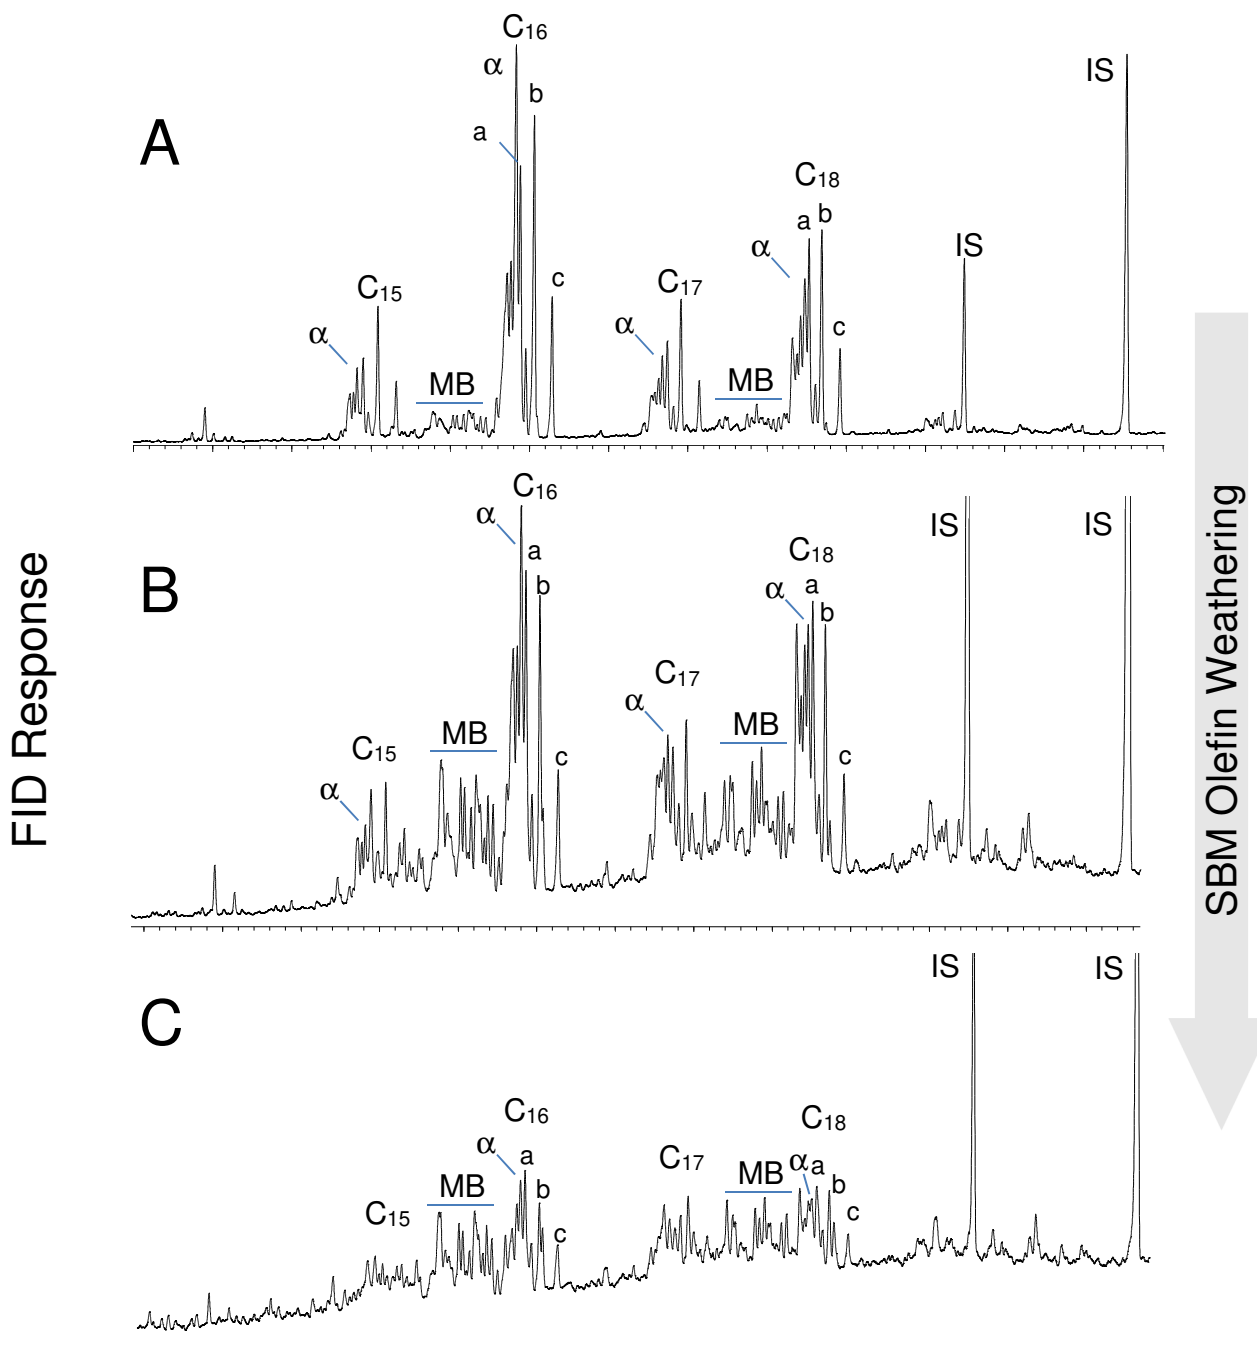 FID Response
SBM Olefin Weathering
A
C₁₆
α
b
a
IS
C₁₈
a
b
α
IS
C₁₅
C₁₇
c
α
α
c
MB
MB
B
C₁₆
α
a
b
IS
IS
C₁₈
α
a
b
C₁₇
α
MB
MB
C₁₅
c
c
α
C
IS
IS
C₁₆
C₁₈
α
a
C₁₇
α
a
MB
b
MB
b
C₁₅
c
c